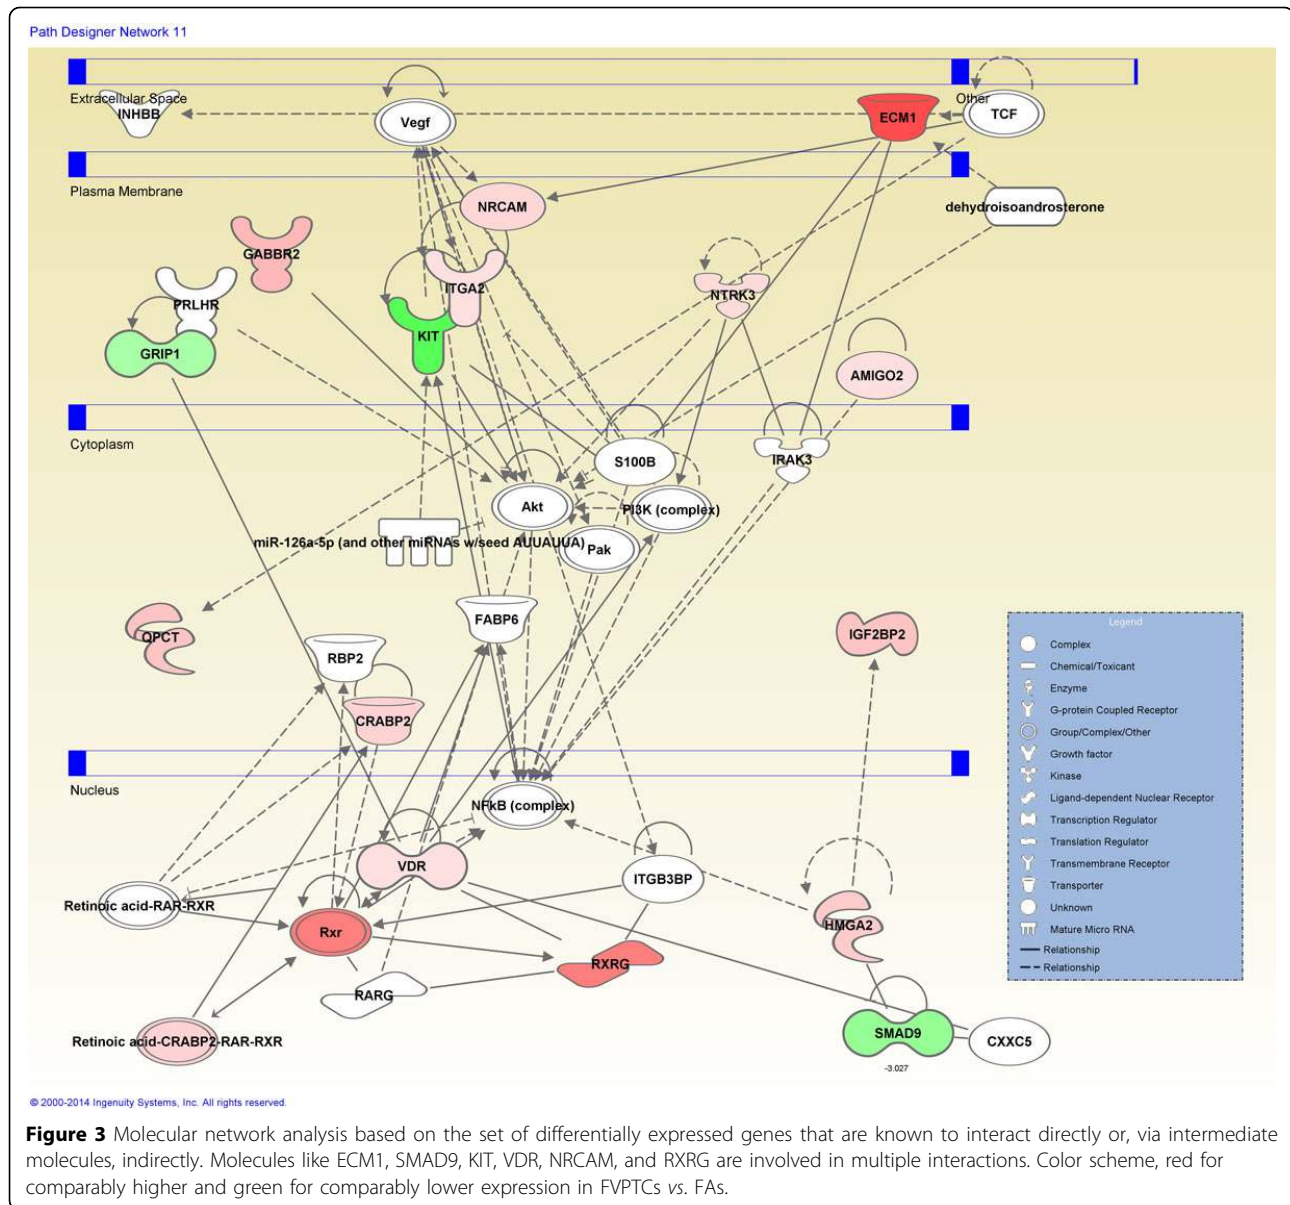 Path Designer Network 11
Extracellular Space
Other
INHBB
Vegf
ECM1
TCF
Plasma Membrane
NRCAM
dehydroisoandrosterone
GABBR2
ITGA2
NTRK3
PRLHR
KIT
GRIP1
AMIGO2
Cytoplasm
S100B
IRAK3
Akt
PI3K (complex)
miR-126a-5p (and other miRNAs w/seed AUUAUUA)
Pak
FABP6
QPCT
RBP2
IGF2BP2
CRABP2
Nucleus
NFkB (complex)
VDR
ITGB3BP
Retinoic acid-RAR-RXR
Rxr
HMGA2
RXRG
RARG
Retinoic acid-CRABP2-RAR-RXR
SMAD9
CXXC5
-3.027
Legend
Complex
Chemical/Toxicant
Enzyme
G-protein Coupled Receptor
Group/Complex/Other
Growth factor
Kinase
Ligand-dependent Nuclear Receptor
Transcription Regulator
Translation Regulator
Transmembrane Receptor
Transporter
Unknown
Mature Micro RNA
Relationship
Relationship
© 2000-2014 Ingenuity Systems, Inc. All rights reserved.
Figure 3 Molecular network analysis based on the set of differentially expressed genes that are known to interact directly or, via intermediate
molecules, indirectly. Molecules like ECM1, SMAD9, KIT, VDR, NRCAM, and RXRG are involved in multiple interactions. Color scheme, red for
comparably higher and green for comparably lower expression in FVPTCs vs. FAs.